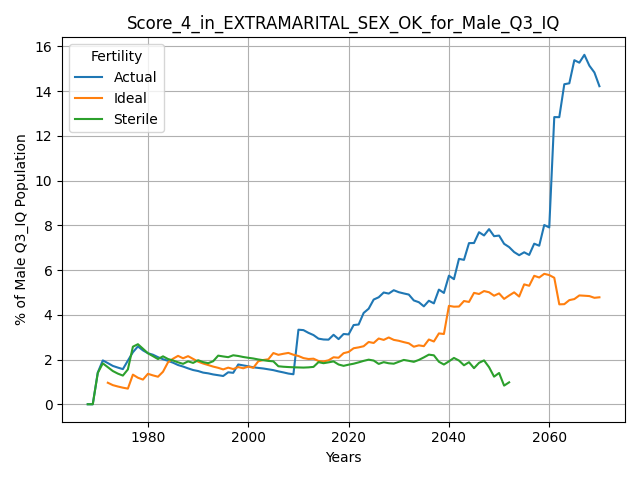 Score_4_in_EXTRAMARITAL_SEX_OK_for_Male_Q3_IQ
Fertility
Actual
Ideal
Sterile
% of Male Q3_IQ Population
16
14
12
10
8
6
4
2
0
1980 2000 2020 2040 2060
Years